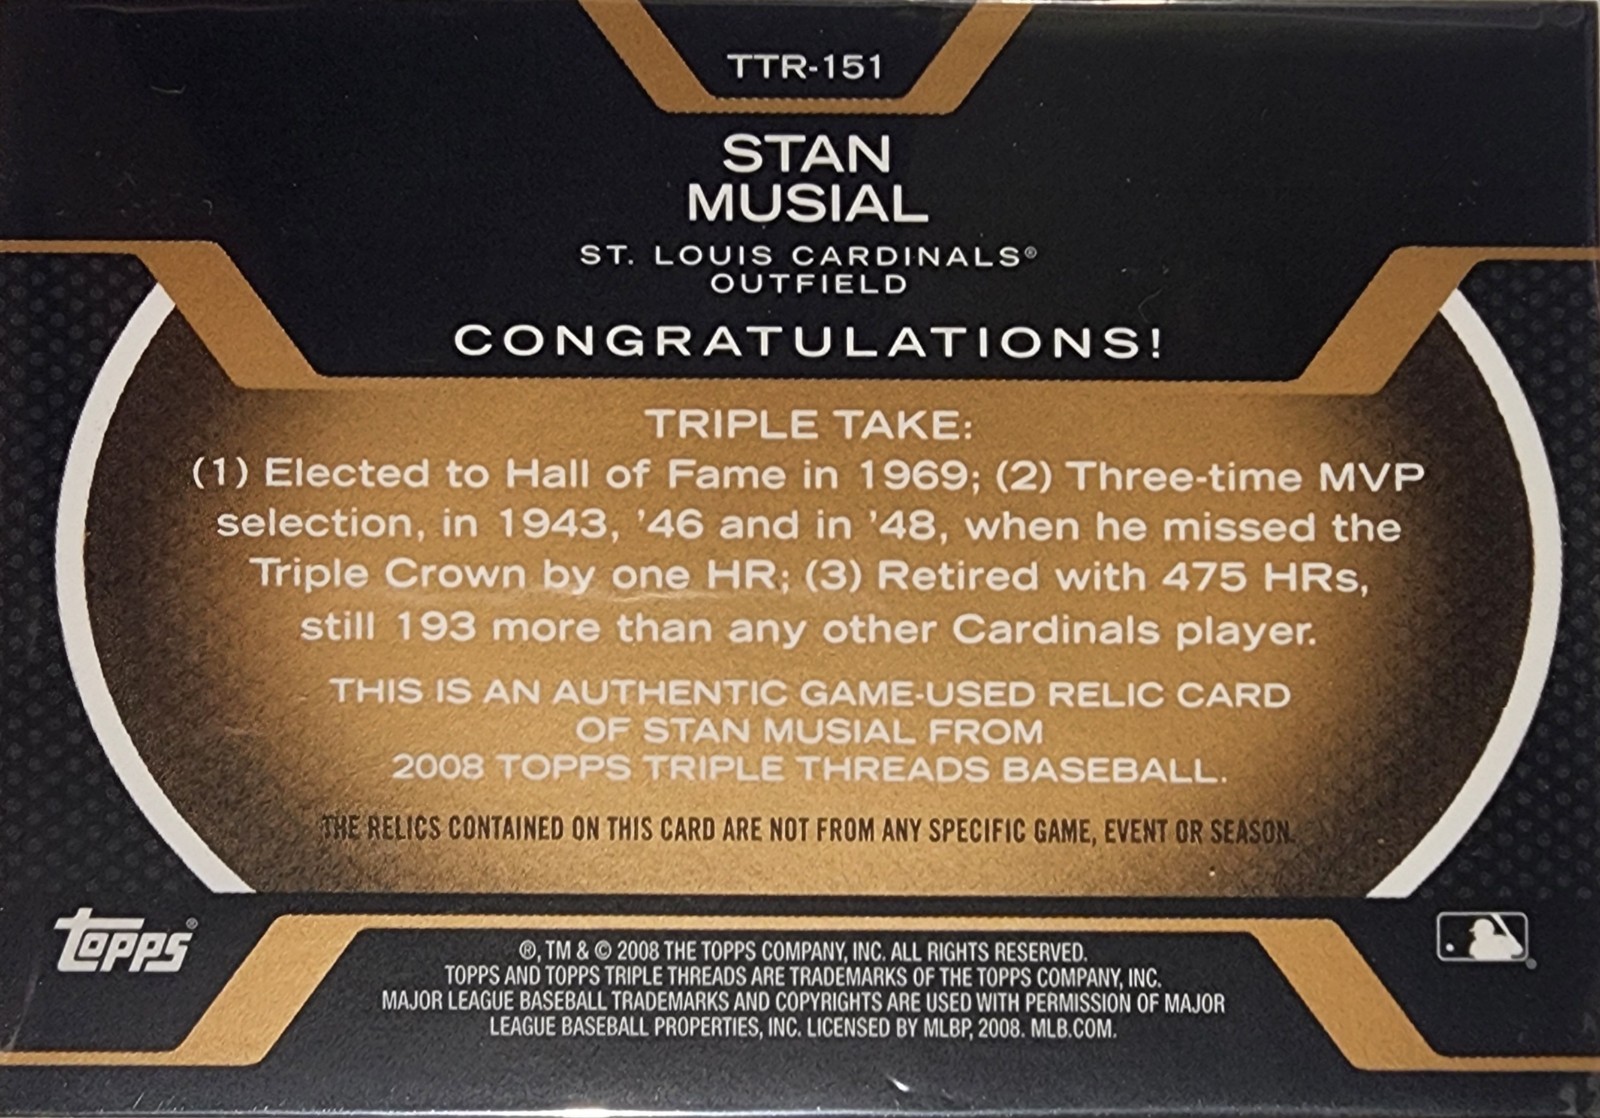 TTR-151
STAN
MUSIAL
ST. LOUIS CARDINALS®
OUTFIELD
CONGRATULATIONS!
TRIPLE TAKE:
(1) Elected to Hall of Fame in 1969; (2) Three-time MVP
selection, in 1943, '46 and in '48, when he missed the
Triple Crown by one HR; (3) Retired with 475 HRs,
still 193 more than any other Cardinals player.
THIS IS AN AUTHENTIC GAME-USED RELIC CARD
OF STAN MUSIAL FROM
2008 TOPPS TRIPLE THREADS BASEBALL.
THE RELICS CONTAINED ON THIS CARD ARE NOT FROM ANY SPECIFIC GAME, EVENT OR SEASON.
Topps®
®, TM & © 2008 THE TOPPS COMPANY, INC. ALL RIGHTS RESERVED.
TOPPS AND TOPPS TRIPLE THREADS ARE TRADEMARKS OF THE TOPPS COMPANY, INC.
MAJOR LEAGUE BASEBALL TRADEMARKS AND COPYRIGHTS ARE USED WITH PERMISSION OF MAJOR
LEAGUE BASEBALL PROPERTIES, INC. LICENSED BY MLBP, 2008. MLB.COM.